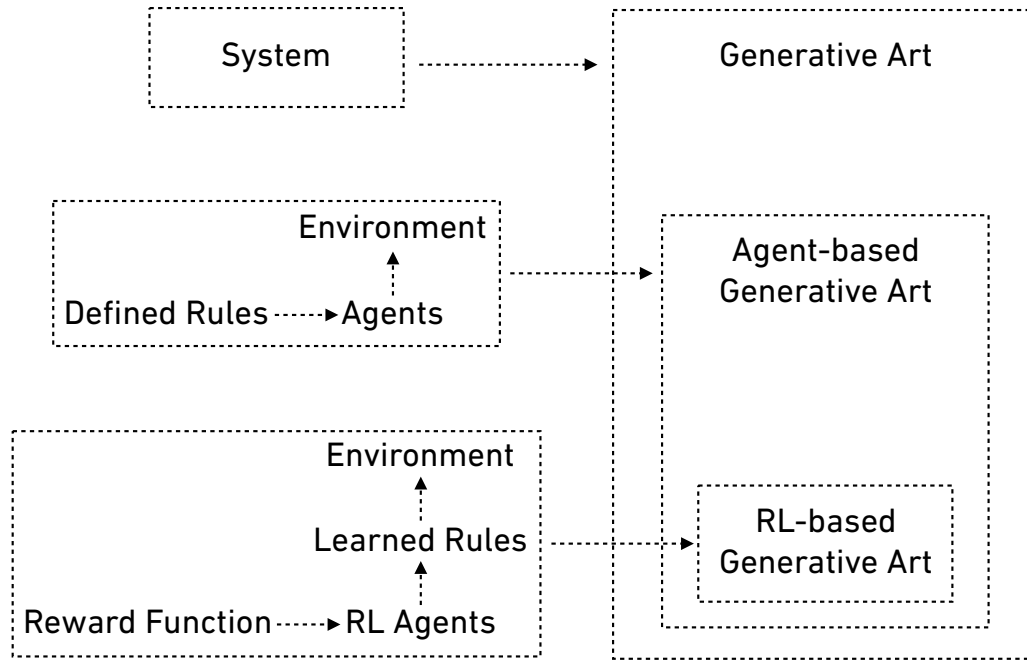 System
Generative Art
Environment
Defined Rules
Agents
Agent-based
Generative Art
Environment
Learned Rules
Reward Function
RL Agents
RL-based
Generative Art